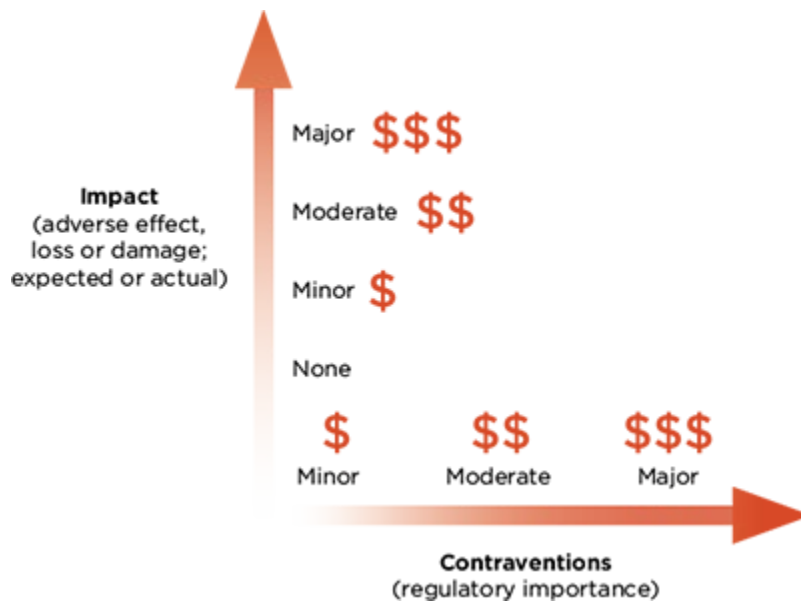 Major $$$
Impact
(adverse effect,
loss or damage;
expected or actual)
Moderate $$
Minor $
None
$ $$ $$$
Minor Moderate Major
Contraventions
(regulatory importance)